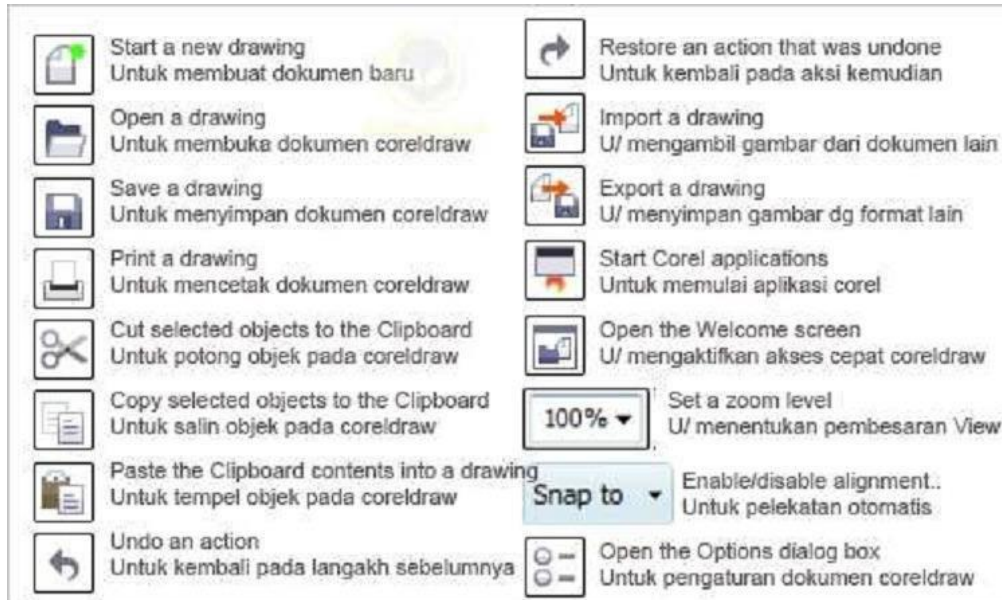 Start a new drawing
Untuk membuat dokumen baru
Open a drawing
Untuk membuka dokumen coreldraw
Save a drawing
Untuk menyimpan dokumen coreldraw
Print a drawing
Untuk mencetak dokumen coreldraw
Cut selected objects to the Clipboard
Untuk potong objek pada coreldraw
Copy selected objects to the Clipboard
Untuk salin objek pada coreldraw
Paste the Clipboard contents into a drawing
Untuk tempel objek pada coreldraw
Undo an action
Untuk kembali pada langakh sebelumnya
Restore an action that was undone
Untuk kembali pada aksi kemudian
Import a drawing
U/ mengambil gambar dari dokumen lain
Export a drawing
U/ menyimpan gambar dg format lain
Start Corel applications
Untuk memulai aplikasi corel
Open the Welcome screen
U/ mengaktifkan akses cepat coreldraw
100%
Set a zoom level
U/ menentukan pembesaran View
Snap to
Enable/disable alignment..
Untuk pelekatan otomatis
Open the Options dialog box
Untuk pengaturan dokumen coreldraw